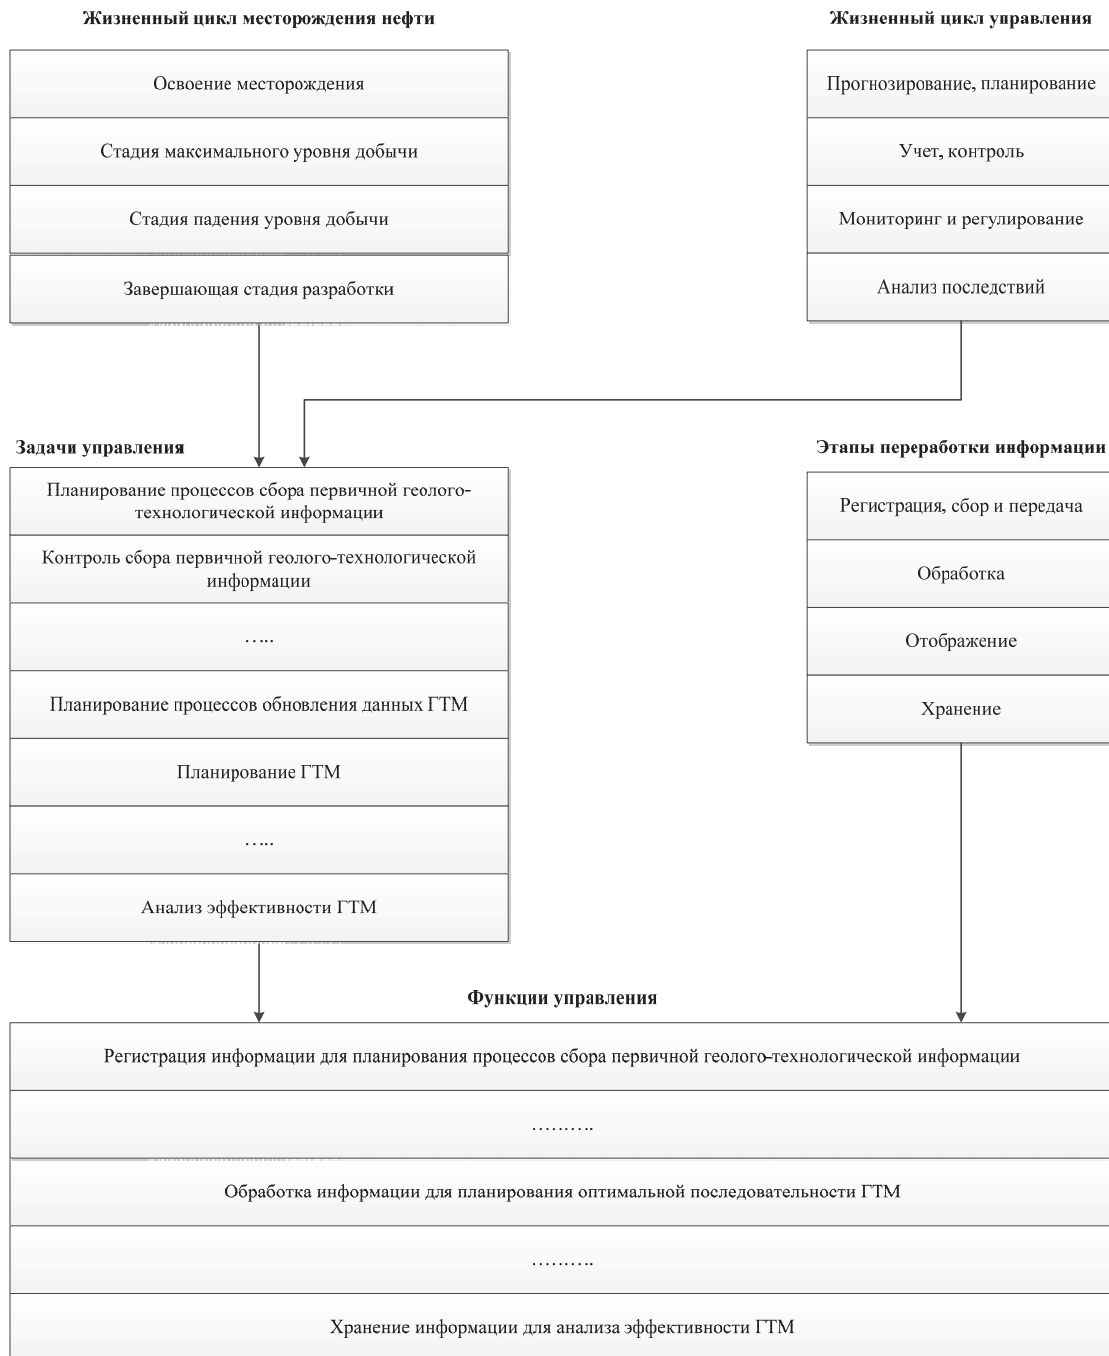 Жизненный цикл месторождения нефти
Освоение месторождения
Стадия максимального уровня добычи
Стадия падения уровня добычи
Завершающая стадия разработки
Жизненный цикл управления
Прогнозирование, планирование
Учет, контроль
Мониторинг и регулирование
Анализ последствий
Задачи управления
Планирование процессов сбора первичной геолого-
технологической информации
Контроль сбора первичной геолого-технологической
информации
…..
Планирование процессов обновления данных ГТМ
Планирование ГТМ
…..
Анализ эффективности ГТМ
Этапы переработки информации
Регистрация, сбор и передача
Обработка
Отображение
Хранение
Функции управления
Регистрация информации для планирования процессов сбора первичной геолого-технологической информации
……….
Обработка информации для планирования оптимальной последовательности ГТМ
……….
Хранение информации для анализа эффективности ГТМ